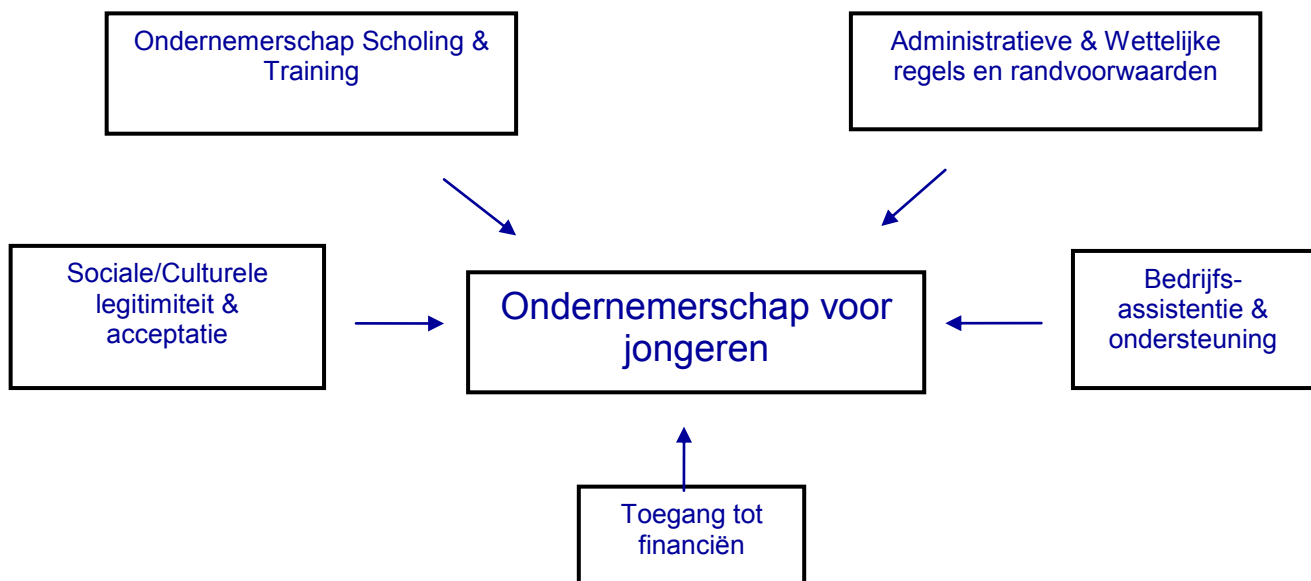 Ondernemerschap Scholing &
Training
Administratieve & Wettelijke
regels en randvoorwaarden
Sociale/Culturele
legitimiteit &
acceptatie
Ondernemerschap voor
jongeren
Bedrijfs-
assistentie &
ondersteuning
Toegang tot
financiën